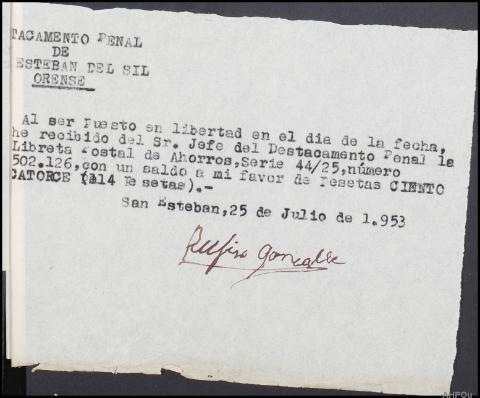 TACAMENTO PENAL
DE
ESTEBAN DEL SIL
ORENSE
Al ser Puesto en libertad en el dia de la fecha,
he recibido del Sr. Jefe del Destacamento Penal la
Libreta Postal de Ahorros,Serie 44/25,número
502.126,con un saldo a mi favor de Pesetas CIENTO
CATORCE (114 Pesetas).-
San Esteban,25 de Julio de 1.953
Rufino Gonzalez